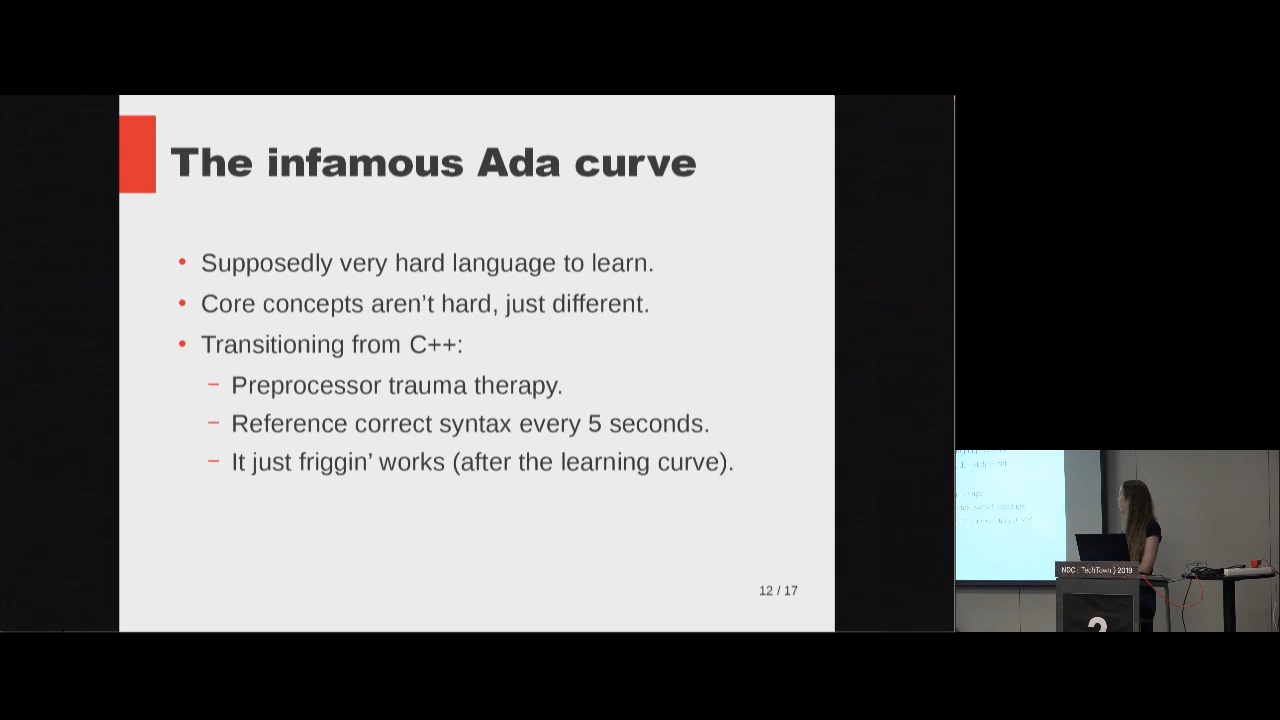 The infamous Ada curve
• Supposedly very hard language to learn.
• Core concepts aren't hard, just different.
• Transitioning from C++:
– Preprocessor trauma therapy.
– Reference correct syntax every 5 seconds.
– It just friggin' works (after the learning curve).
12 / 17
NDC { TechTown } 2019
2